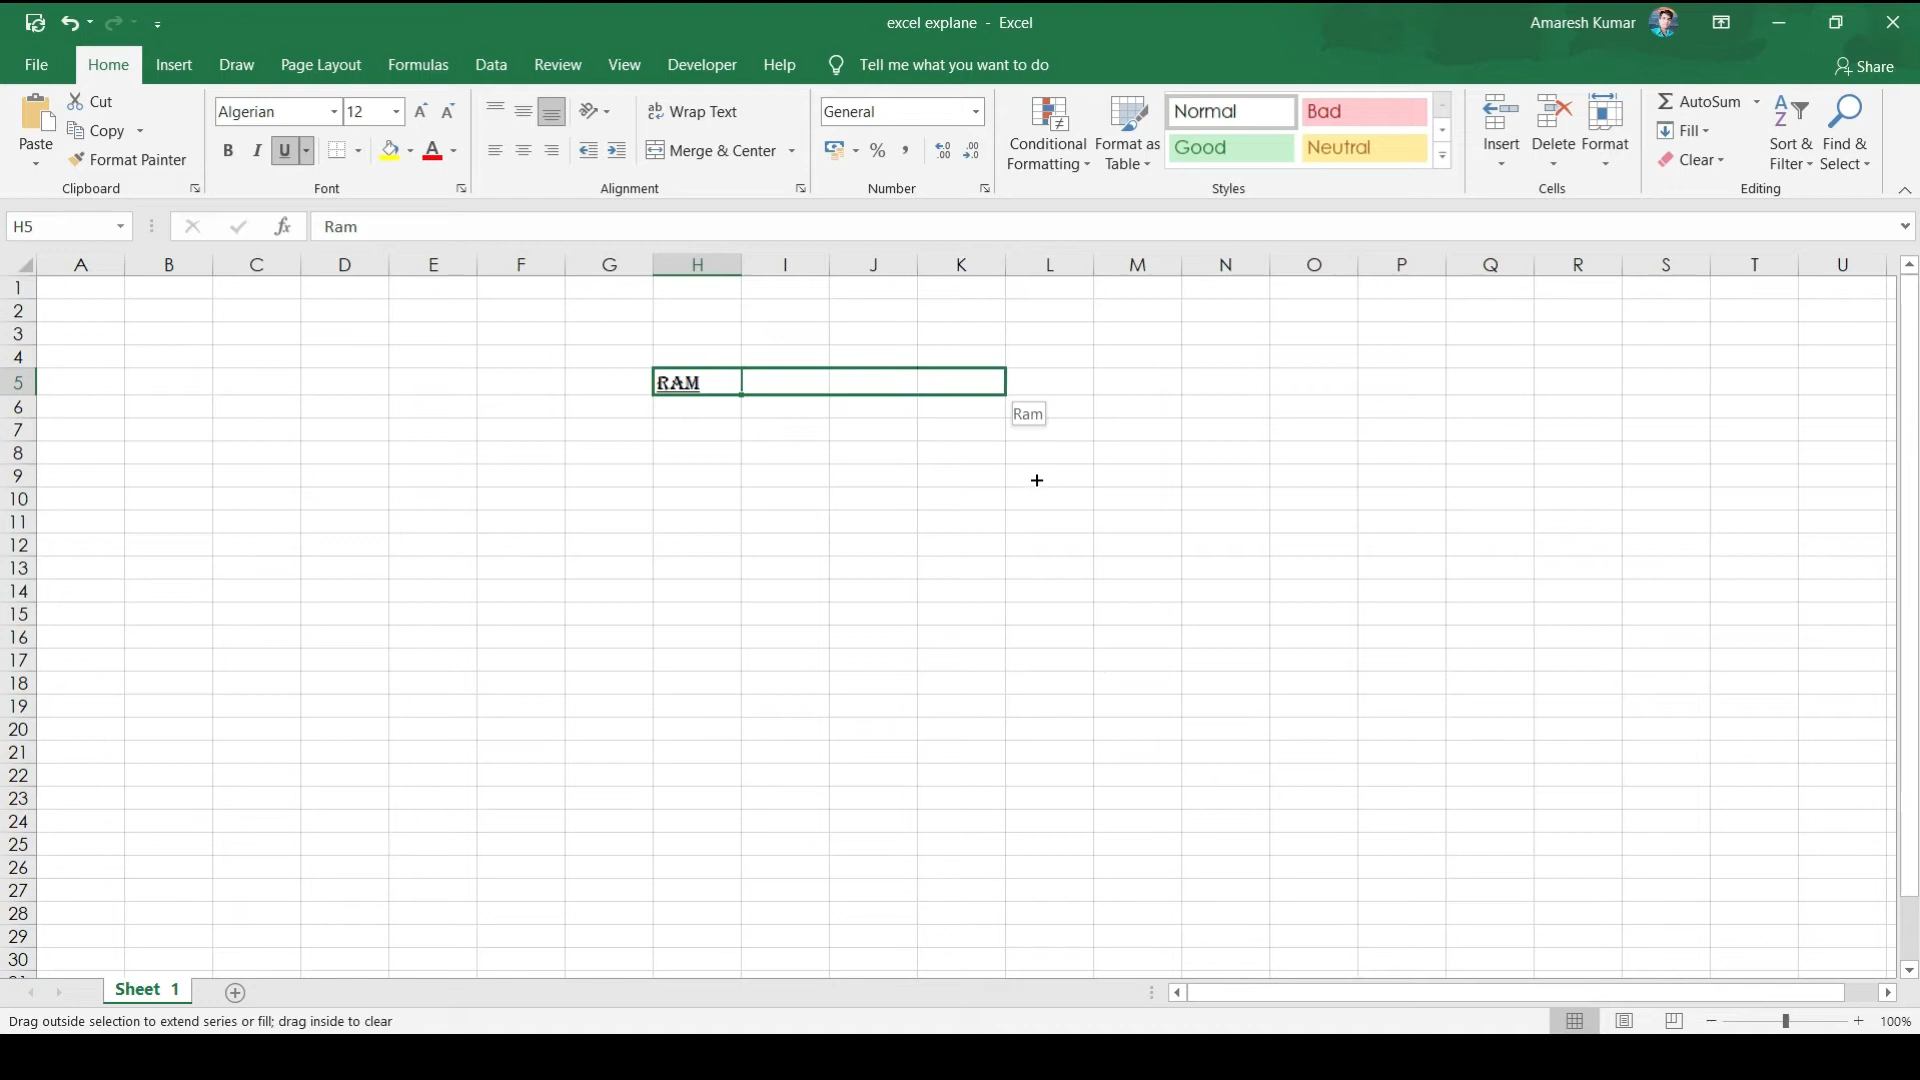 excel explane - Excel
Amaresh Kumar
File Home Insert Draw Page Layout Formulas Data Review View Developer Help Tell me what you want to do Share
Paste
Cut
Copy
Format Painter
Clipboard
Algerian 12
B I U
Font
Wrap Text
Merge & Center
Alignment
General
Number
Conditional Formatting
Format as Table
Normal Bad
Good Neutral
Styles
Insert Delete Format
Cells
AutoSum
Fill
Clear
Sort & Filter
Find & Select
Editing
H5 fx Ram
A B C D E F G H I J K L M N O P Q R S T U
1
2
3
4
5 RAM
6 Ram
7
8
9
10
11
12
13
14
15
16
17
18
19
20
21
22
23
24
25
26
27
28
29
30
Sheet 1
Drag outside selection to extend series or fill; drag inside to clear
100%